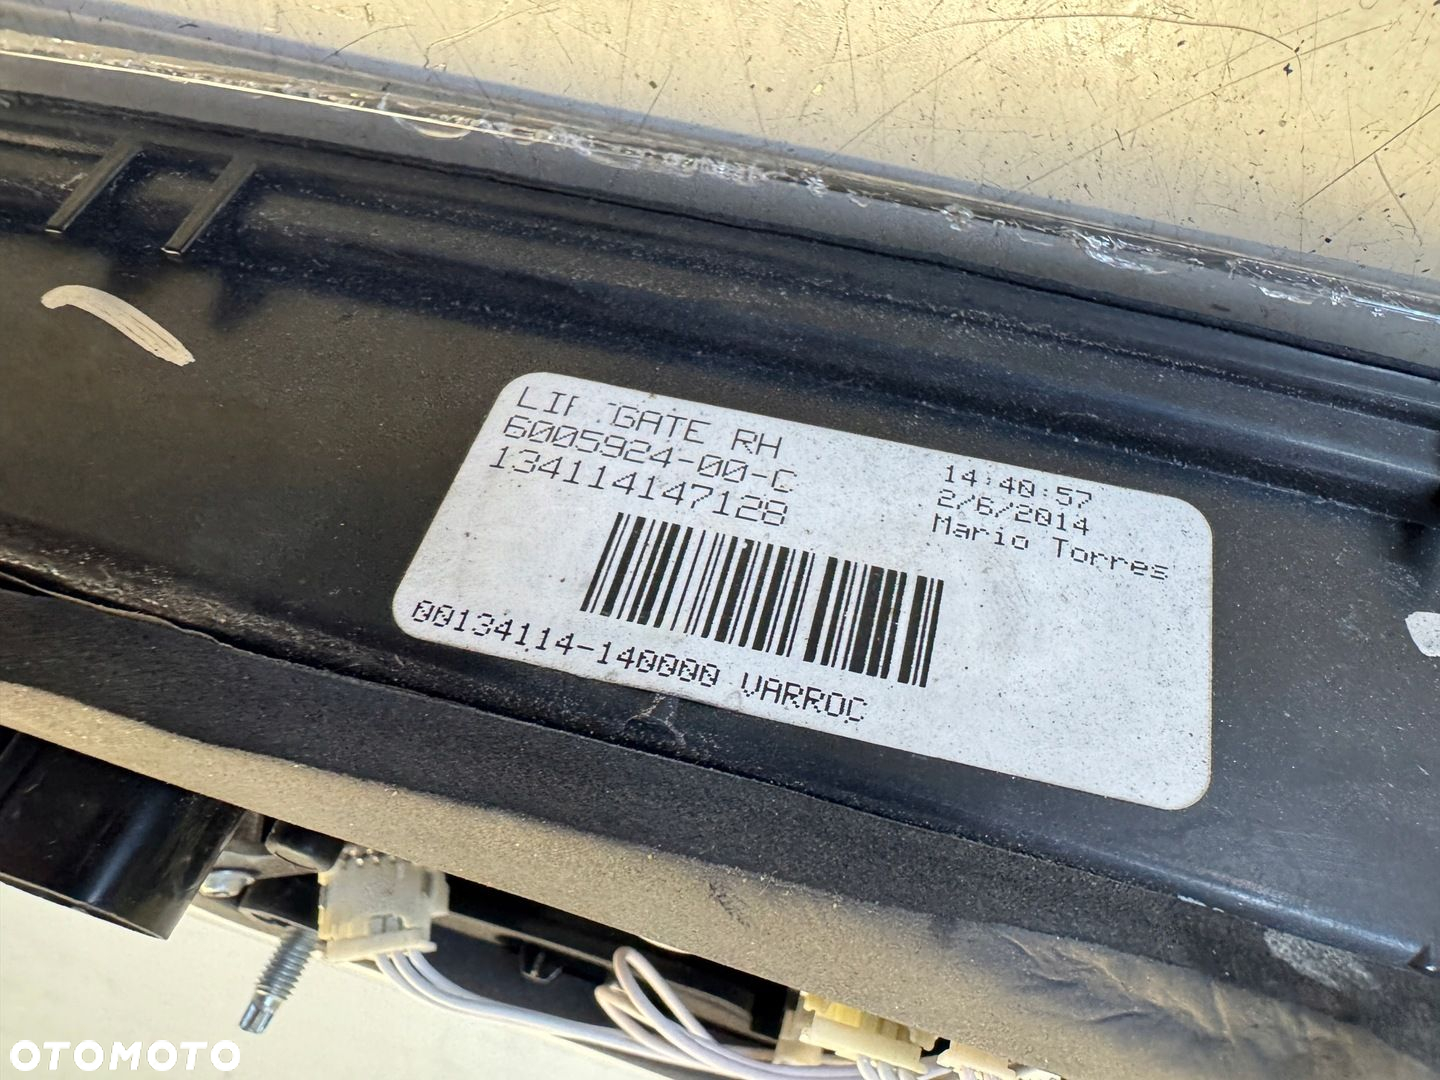 LIFTGATE RH
6005924-00-C
134114147128
14:40:57
2/6/2014
Mario Torres
00134114-140000 VARROC
OTOMOTO